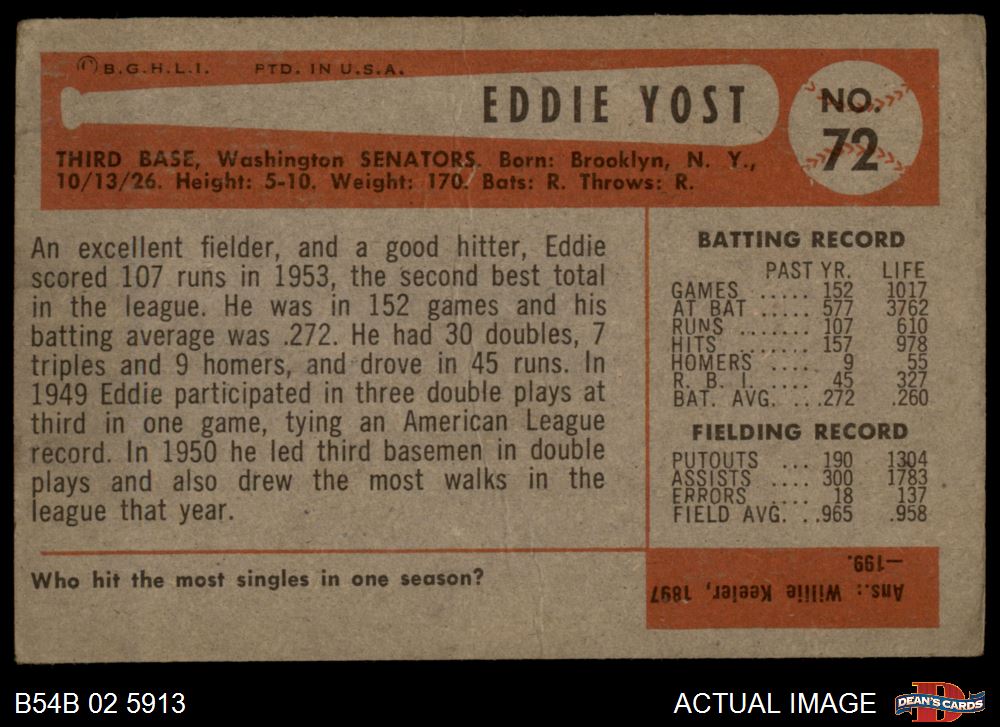 © B.G.H.L.I. PTD. IN U.S.A.
EDDIE YOST
NO.
72
THIRD BASE, Washington SENATORS. Born: Brooklyn, N. Y.,
10/13/26. Height: 5-10. Weight: 170. Bats: R. Throws: R.
An excellent fielder, and a good hitter, Eddie
scored 107 runs in 1953, the second best total
in the league. He was in 152 games and his
batting average was .272. He had 30 doubles, 7
triples and 9 homers, and drove in 45 runs. In
1949 Eddie participated in three double plays at
third in one game, tying an American League
record. In 1950 he led third basemen in double
plays and also drew the most walks in the
league that year.
BATTING RECORD
PAST YR. LIFE
GAMES ..... 152 1017
AT BAT ..... 577 3762
RUNS ....... 107 610
HITS ........ 157 978
HOMERS ..... 9 55
R. B. I. ..... 45 327
BAT. AVG. ...272 .260
FIELDING RECORD
PUTOUTS ... 190 1304
ASSISTS .... 300 1783
ERRORS .... 18 137
FIELD AVG. ..965 .958
Who hit the most singles in one season?
Ans.: Willie Keeler, 1897
—199.
B54B 02 5913
ACTUAL IMAGE
D
DEAN'S CARDS